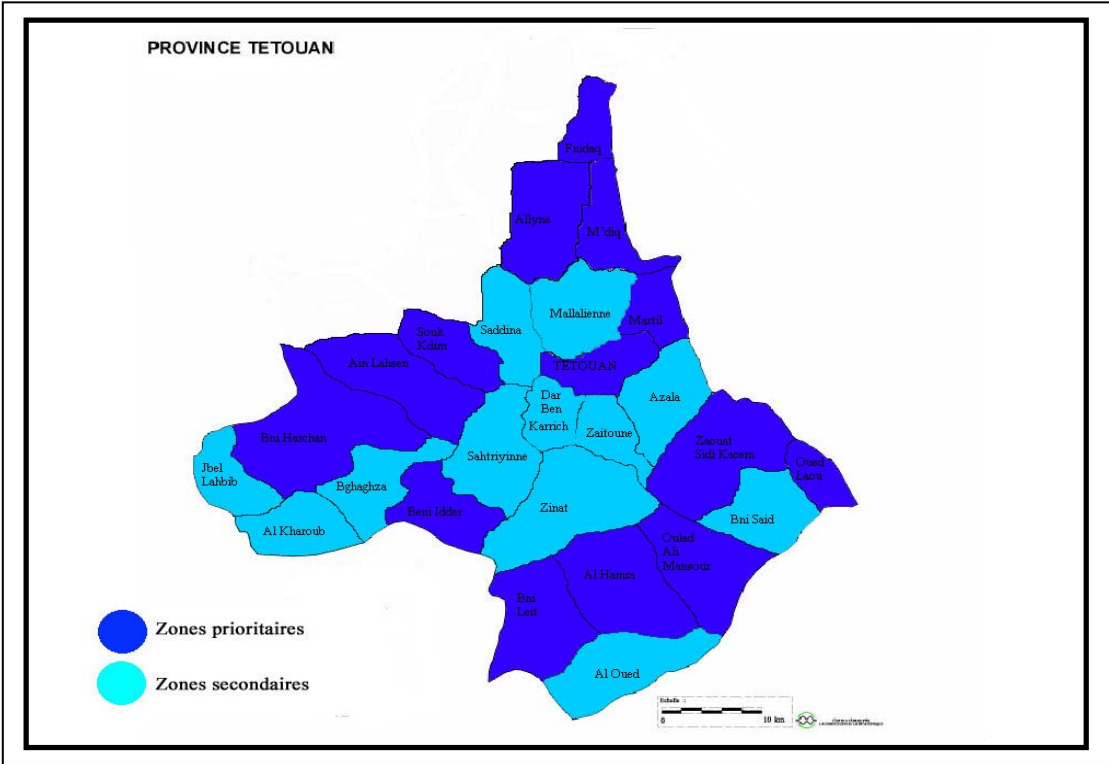 PROVINCE TETOUAN
Fnidaq
Allyne
M'diq
Mallalienne
Martil
Saddina
Souk
Kdim
Ain Lahsen
TETOUAN
Dar
Ben
Karrich
Azala
Zaitoune
Bni Harchan
Zaouat
Sidi Kacem
Oued
Laou
Sahtriyinne
Jbel
Lahbib
Bghaghza
Beni Idder
Zinat
Bni Said
Al Kharoub
Oulad
Ali
Mansour
Al Hamsa
Bni
Leit
Al Oued
Zones prioritaires
Zones secondaires
Echelle :
0 10 km